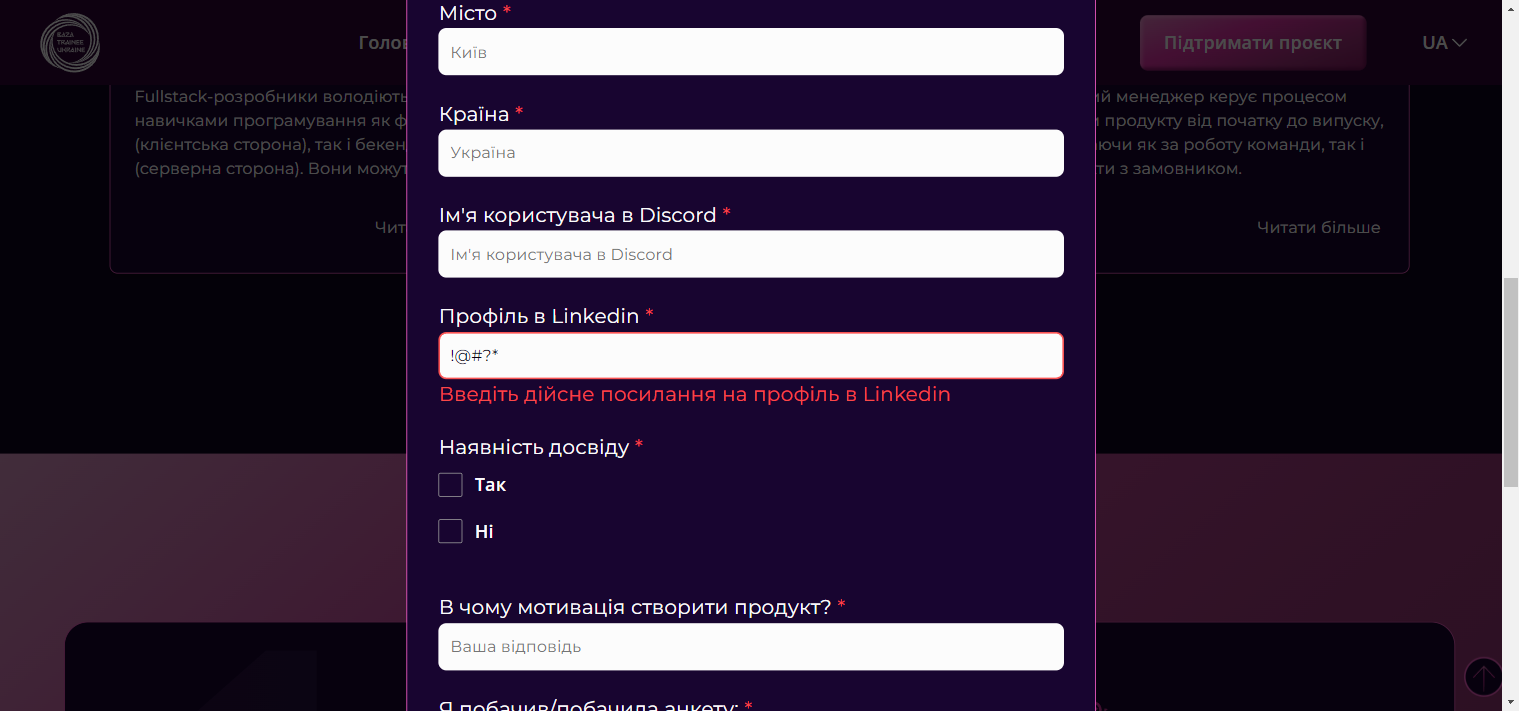 Місто *
BAZA
TRAINEE
UKRAINE
Голов
Підтримати проєкт
UA
Київ
Fullstack-розробники володіють
навичками програмування як ф
(клієнтська сторона), так і бекен
(серверна сторона). Вони можут
Чит
Країна *
Україна
Ім'я користувача в Discord *
Ім'я користувача в Discord
Профіль в Linkedin *
!@#?*
Введіть дійсне посилання на профіль в Linkedin
Наявність досвіду *
Так
Ні
В чому мотивація створити продукт? *
Ваша відповідь
Я побачив/побачила анкету: *
ий менеджер керує процесом
продукту від початку до випуску,
ючи як за роботу команди, так і
ти з замовником.
Читати більше